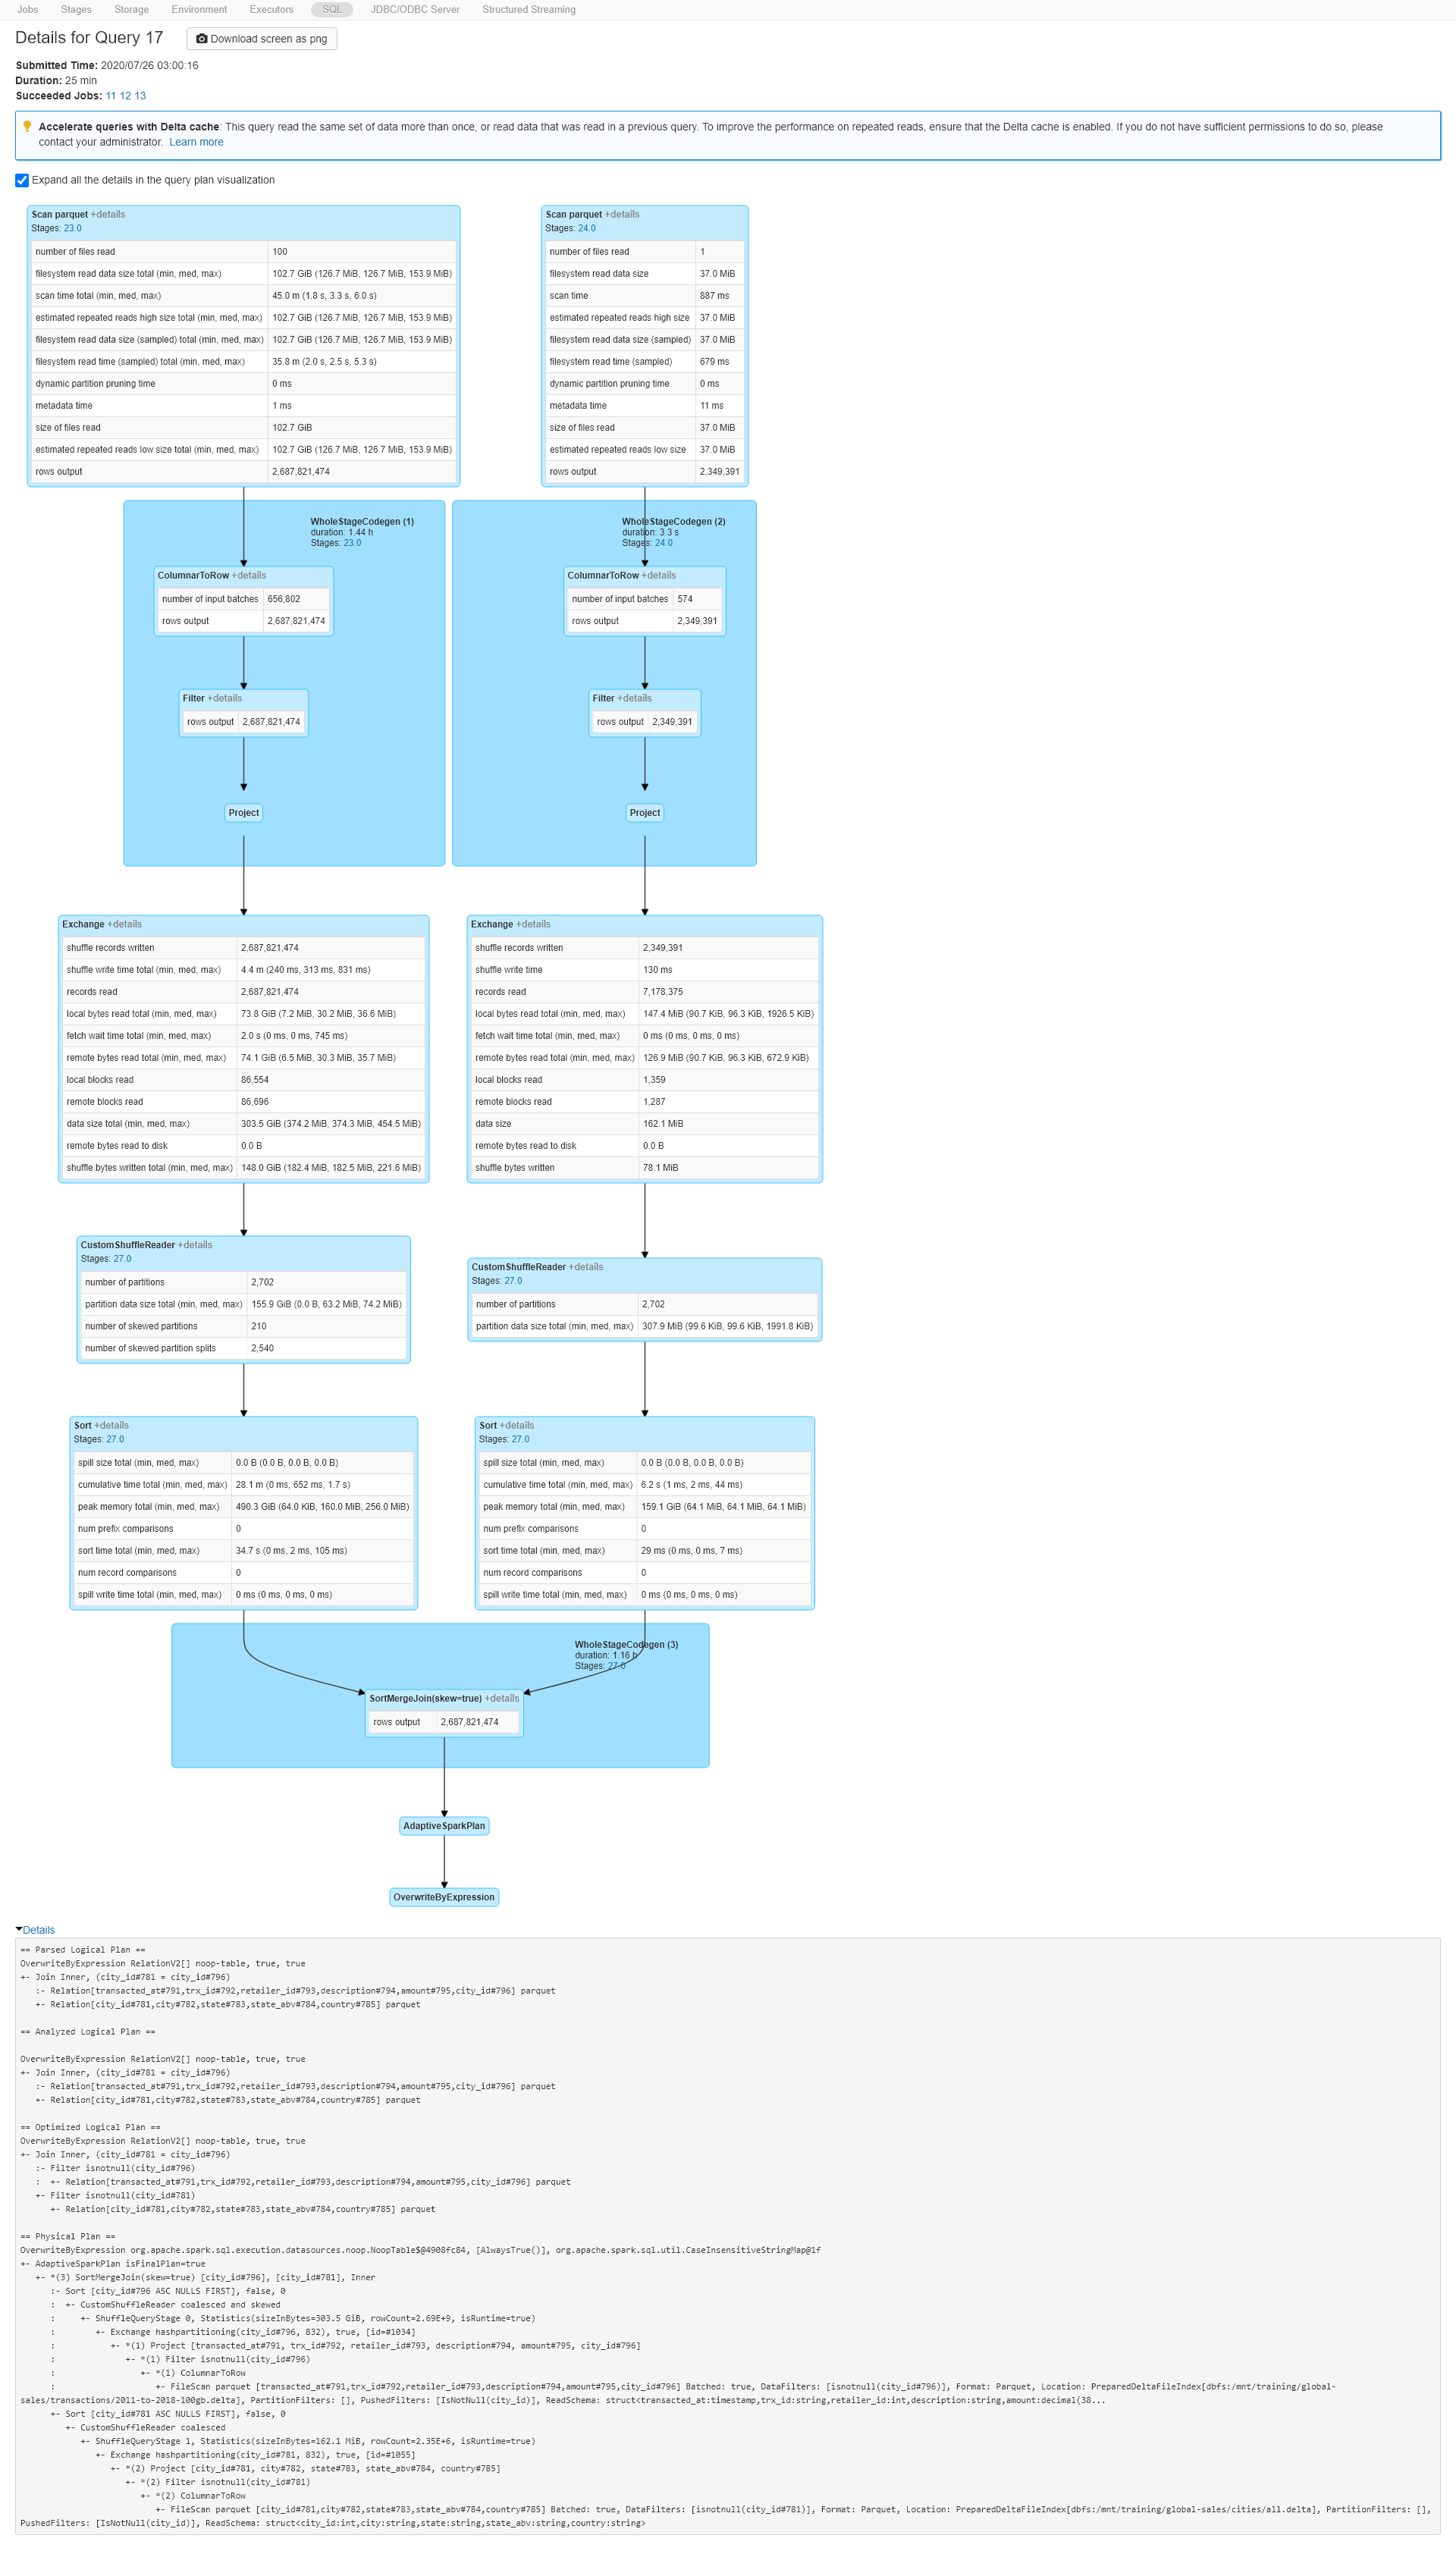 Jobs Stages Storage Environment Executors SQL JDBC/ODBC Server Structured Streaming
Details for Query 17 Download screen as png
Submitted Time: 2020/07/26 03:00:16
Duration: 25 min
Succeeded Jobs: 11 12 13
Accelerate queries with Delta cache: This query read the same set of data more than once, or read data that was read in a previous query. To improve the performance on repeated reads, ensure that the Delta cache is enabled. If you do not have sufficient permissions to do so, please
contact your administrator. Learn more
Expand all the details in the query plan visualization
Scan parquet +details
Stages: 23.0
number of files read 100
filesystem read data size total (min, med, max) 102.7 GiB (126.7 MiB, 126.7 MiB, 153.9 MiB)
scan time total (min, med, max) 45.0 m (1.8 s, 3.3 s, 6.0 s)
estimated repeated reads high size total (min, med, max) 102.7 GiB (126.7 MiB, 126.7 MiB, 153.9 MiB)
filesystem read data size (sampled) total (min, med, max) 102.7 GiB (126.7 MiB, 126.7 MiB, 153.9 MiB)
filesystem read time (sampled) total (min, med, max) 35.8 m (2.0 s, 2.5 s, 5.3 s)
dynamic partition pruning time 0 ms
metadata time 1 ms
size of files read 102.7 GiB
estimated repeated reads low size total (min, med, max) 102.7 GiB (126.7 MiB, 126.7 MiB, 153.9 MiB)
rows output 2,687,821,474
Scan parquet +details
Stages: 24.0
number of files read 1
filesystem read data size 37.0 MiB
scan time 887 ms
estimated repeated reads high size 37.0 MiB
filesystem read data size (sampled) 37.0 MiB
filesystem read time (sampled) 679 ms
dynamic partition pruning time 0 ms
metadata time 11 ms
size of files read 37.0 MiB
estimated repeated reads low size 37.0 MiB
rows output 2,349,391
WholeStageCodegen (1)
duration: 1.44 h
Stages: 23.0
ColumnarToRow +details
number of input batches 656,802
rows output 2,687,821,474
Filter +details
rows output 2,687,821,474
Project
WholeStageCodegen (2)
duration: 3.3 s
Stages: 24.0
ColumnarToRow +details
number of input batches 574
rows output 2,349,391
Filter +details
rows output 2,349,391
Project
Exchange +details
shuffle records written 2,687,821,474
shuffle write time total (min, med, max) 4.4 m (240 ms, 313 ms, 831 ms)
records read 2,687,821,474
local bytes read total (min, med, max) 73.8 GiB (7.2 MiB, 30.2 MiB, 36.6 MiB)
fetch wait time total (min, med, max) 2.0 s (0 ms, 0 ms, 745 ms)
remote bytes read total (min, med, max) 74.1 GiB (6.5 MiB, 30.3 MiB, 35.7 MiB)
local blocks read 86,554
remote blocks read 86,696
data size total (min, med, max) 303.5 GiB (374.2 MiB, 374.3 MiB, 454.5 MiB)
remote bytes read to disk 0.0 B
shuffle bytes written total (min, med, max) 148.0 GiB (182.4 MiB, 182.5 MiB, 221.6 MiB)
Exchange +details
shuffle records written 2,349,391
shuffle write time 130 ms
records read 7,178,375
local bytes read total (min, med, max) 147.4 MiB (90.7 KiB, 96.3 KiB, 1926.5 KiB)
fetch wait time total (min, med, max) 0 ms (0 ms, 0 ms, 0 ms)
remote bytes read total (min, med, max) 126.9 MiB (90.7 KiB, 96.3 KiB, 672.9 KiB)
local blocks read 1,359
remote blocks read 1,287
data size 162.1 MiB
remote bytes read to disk 0.0 B
shuffle bytes written 78.1 MiB
CustomShuffleReader +details
Stages: 27.0
number of partitions 2,702
partition data size total (min, med, max) 155.9 GiB (0.0 B, 63.2 MiB, 74.2 MiB)
number of skewed partitions 210
number of skewed partition splits 2,540
CustomShuffleReader +details
Stages: 27.0
number of partitions 2,702
partition data size total (min, med, max) 307.9 MiB (99.6 KiB, 99.6 KiB, 1991.8 KiB)
Sort +details
Stages: 27.0
spill size total (min, med, max) 0.0 B (0.0 B, 0.0 B, 0.0 B)
cumulative time total (min, med, max) 28.1 m (0 ms, 652 ms, 1.7 s)
peak memory total (min, med, max) 490.3 GiB (64.0 KiB, 160.0 MiB, 256.0 MiB)
num prefix comparisons 0
sort time total (min, med, max) 34.7 s (0 ms, 2 ms, 105 ms)
num record comparisons 0
spill write time total (min, med, max) 0 ms (0 ms, 0 ms, 0 ms)
Sort +details
Stages: 27.0
spill size total (min, med, max) 0.0 B (0.0 B, 0.0 B, 0.0 B)
cumulative time total (min, med, max) 6.2 s (1 ms, 2 ms, 44 ms)
peak memory total (min, med, max) 159.1 GiB (64.1 MiB, 64.1 MiB, 64.1 MiB)
num prefix comparisons 0
sort time total (min, med, max) 29 ms (0 ms, 0 ms, 7 ms)
num record comparisons 0
spill write time total (min, med, max) 0 ms (0 ms, 0 ms, 0 ms)
WholeStageCodegen (3)
duration: 1.16 h
Stages: 27.0
SortMergeJoin(skew=true) +details
rows output 2,687,821,474
AdaptiveSparkPlan
OverwriteByExpression
Details
== Parsed Logical Plan ==
OverwriteByExpression RelationV2[] noop-table, true, true
+- Join Inner, (city_id#781 = city_id#796)
   :- Relation[transacted_at#791,trx_id#792,retailer_id#793,description#794,amount#795,city_id#796] parquet
   +- Relation[city_id#781,city#782,state#783,state_abv#784,country#785] parquet
== Analyzed Logical Plan ==
OverwriteByExpression RelationV2[] noop-table, true, true
+- Join Inner, (city_id#781 = city_id#796)
   :- Relation[transacted_at#791,trx_id#792,retailer_id#793,description#794,amount#795,city_id#796] parquet
   +- Relation[city_id#781,city#782,state#783,state_abv#784,country#785] parquet
== Optimized Logical Plan ==
OverwriteByExpression RelationV2[] noop-table, true, true
+- Join Inner, (city_id#781 = city_id#796)
   :- Filter isnotnull(city_id#796)
   :  +- Relation[transacted_at#791,trx_id#792,retailer_id#793,description#794,amount#795,city_id#796] parquet
   +- Filter isnotnull(city_id#781)
      +- Relation[city_id#781,city#782,state#783,state_abv#784,country#785] parquet
== Physical Plan ==
OverwriteByExpression org.apache.spark.sql.execution.datasources.noop.NoopTable$@4908fc84, [AlwaysTrue()], org.apache.spark.sql.util.CaseInsensitiveStringMap@1f
+- AdaptiveSparkPlan isFinalPlan=true
   +- *(3) SortMergeJoin(skew=true) [city_id#796], [city_id#781], Inner
      :- Sort [city_id#796 ASC NULLS FIRST], false, 0
      :  +- CustomShuffleReader coalesced and skewed
      :     +- ShuffleQueryStage 0, Statistics(sizeInBytes=303.5 GiB, rowCount=2.69E+9, isRuntime=true)
      :        +- Exchange hashpartitioning(city_id#796, 832), true, [id=#1034]
      :           +- *(1) Project [transacted_at#791, trx_id#792, retailer_id#793, description#794, amount#795, city_id#796]
      :              +- *(1) Filter isnotnull(city_id#796)
      :                 +- *(1) ColumnarToRow
      :                    +- FileScan parquet [transacted_at#791,trx_id#792,retailer_id#793,description#794,amount#795,city_id#796] Batched: true, DataFilters: [isnotnull(city_id#796)], Format: Parquet, Location: PreparedDeltaFileIndex[dbfs:/mnt/training/global-
sales/transactions/2011-to-2018-100gb.delta], PartitionFilters: [], PushedFilters: [IsNotNull(city_id)], ReadSchema: struct<transacted_at:timestamp,trx_id:string,retailer_id:int,description:string,amount:decimal(38...
      +- Sort [city_id#781 ASC NULLS FIRST], false, 0
         +- CustomShuffleReader coalesced
            +- ShuffleQueryStage 1, Statistics(sizeInBytes=162.1 MiB, rowCount=2.35E+6, isRuntime=true)
               +- Exchange hashpartitioning(city_id#781, 832), true, [id=#1055]
                  +- *(2) Project [city_id#781, city#782, state#783, state_abv#784, country#785]
                     +- *(2) Filter isnotnull(city_id#781)
                        +- *(2) ColumnarToRow
                           +- FileScan parquet [city_id#781,city#782,state#783,state_abv#784,country#785] Batched: true, DataFilters: [isnotnull(city_id#781)], Format: Parquet, Location: PreparedDeltaFileIndex[dbfs:/mnt/training/global-sales/cities/all.delta], PartitionFilters: [],
PushedFilters: [IsNotNull(city_id)], ReadSchema: struct<city_id:int,city:string,state:string,state_abv:string,country:string>